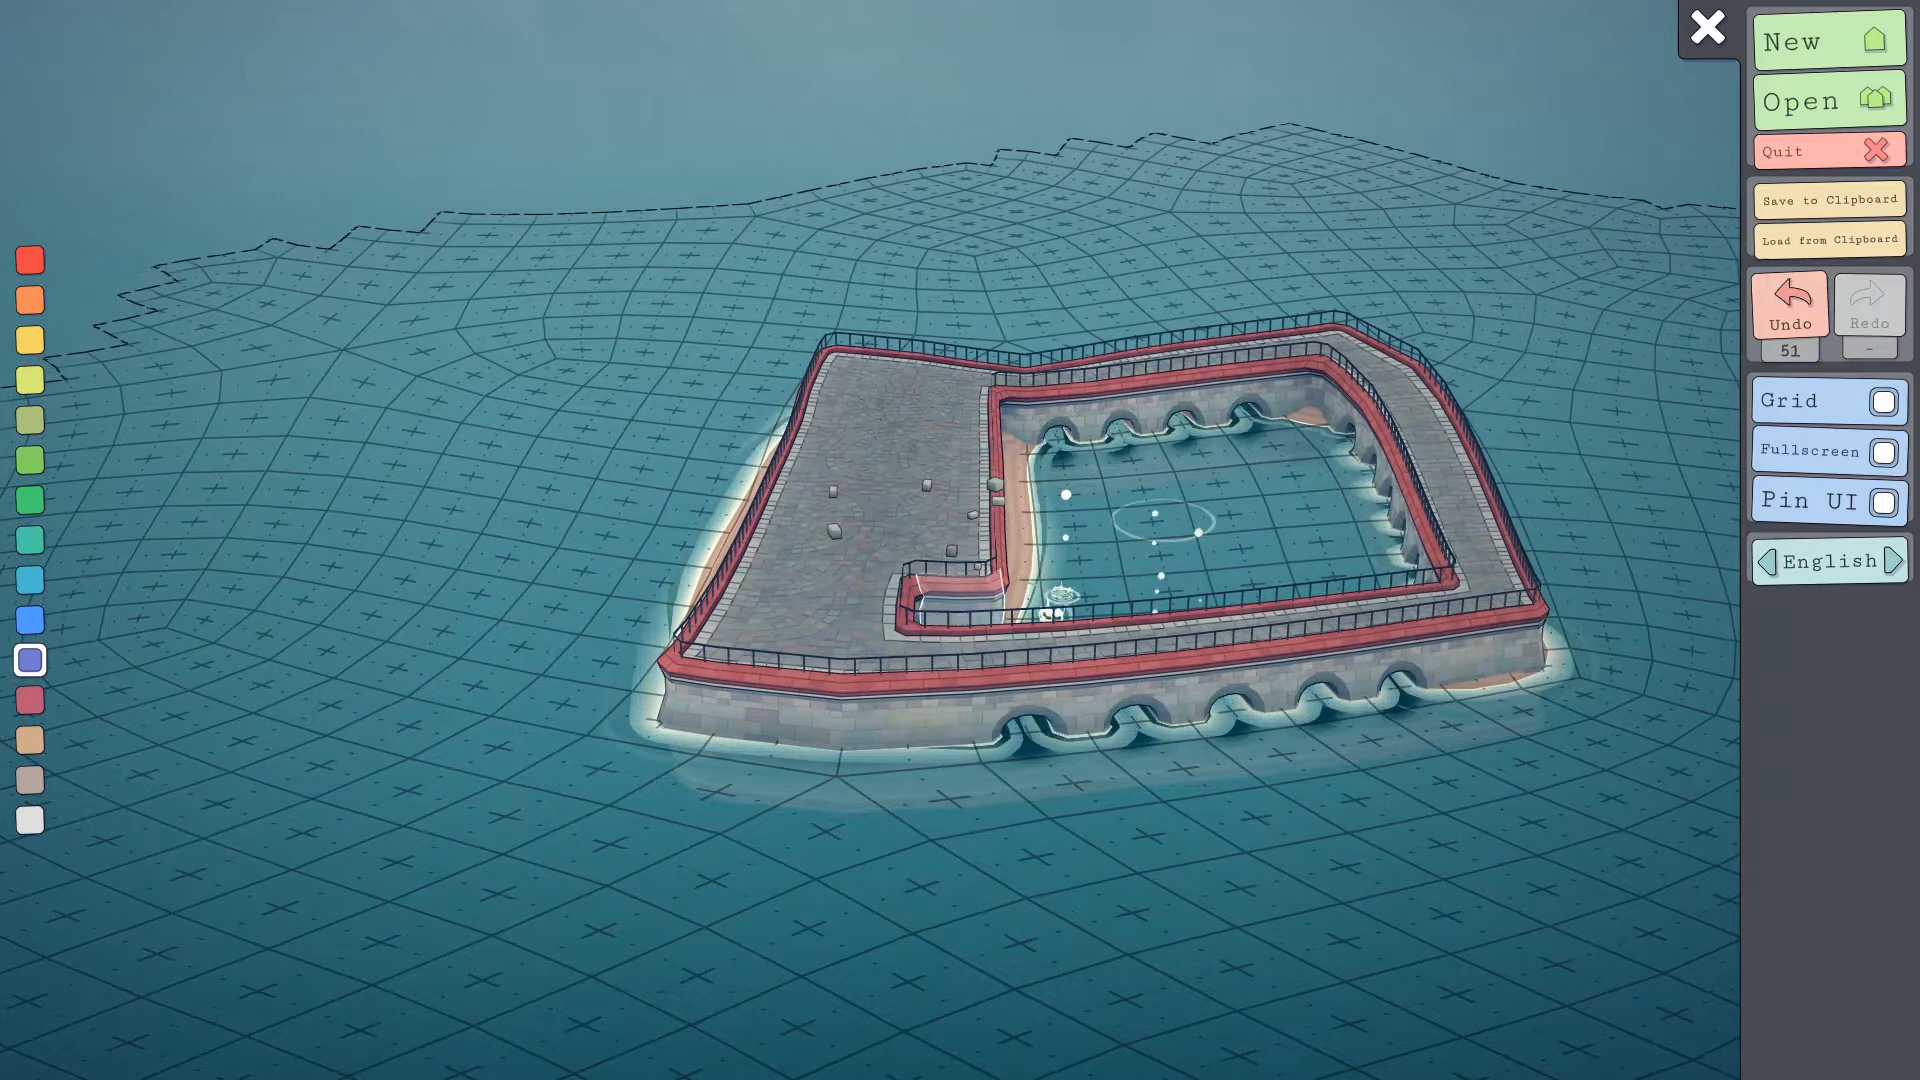 New
Open
Quit
Save to Clipboard
Load from Clipboard
Undo
Redo
51
-
Grid
Fullscreen
Pin UI
English